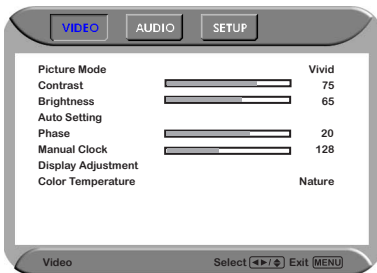 VIDEO AUDIO SETUP
Picture Mode Vivid
Contrast 75
Brightness 65
Auto Setting
Phase 20
Manual Clock 128
Display Adjustment
Color Temperature Nature
Video Select ◄►/◆ Exit MENU